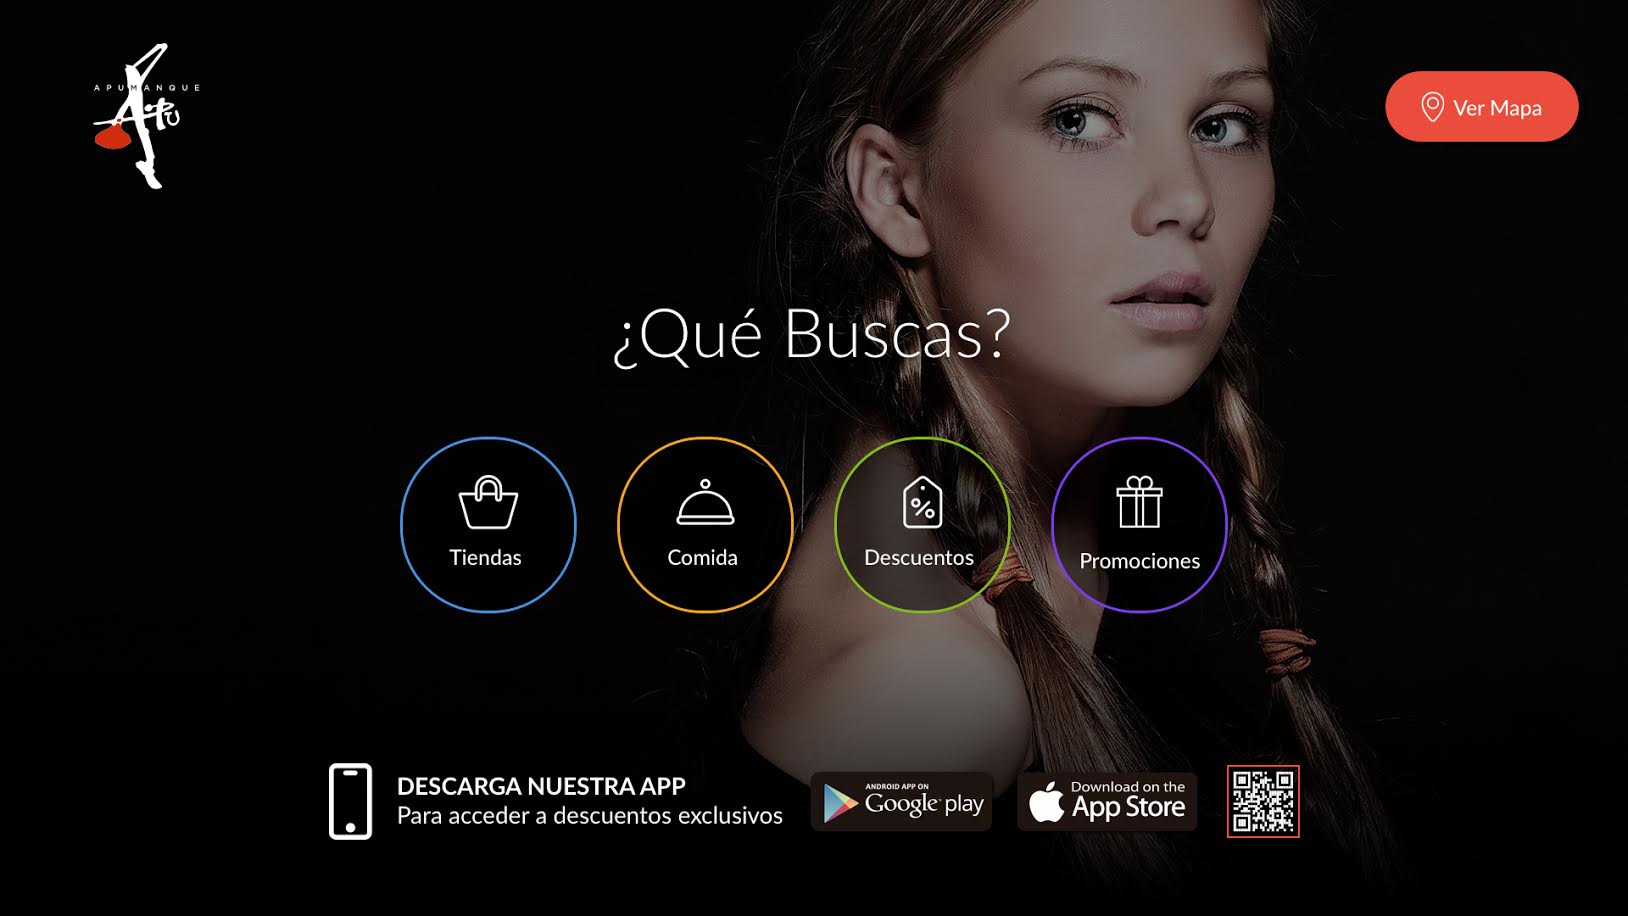 APUMANQUE
Apu
Ver Mapa
¿Qué Buscas?
Tiendas
Comida
Descuentos
Promociones
DESCARGA NUESTRA APP
Para acceder a descuentos exclusivos
ANDROID APP ON
Google play
Download on the
App Store